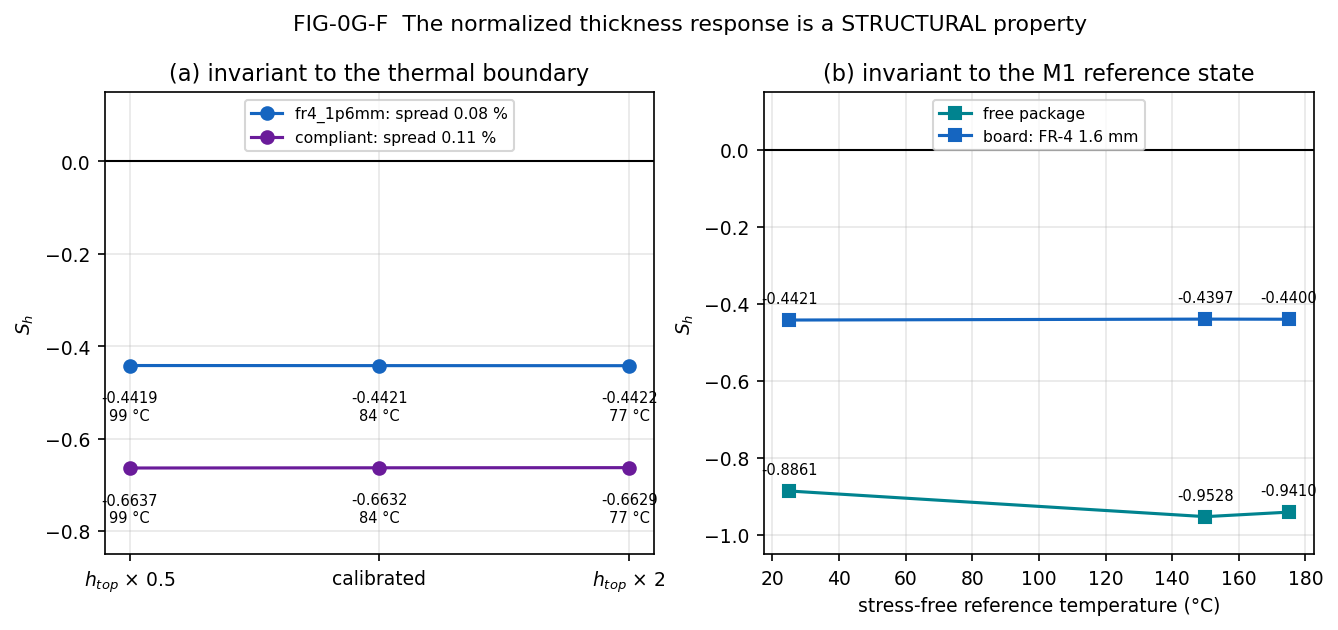 FIG-0G-F  The normalized thickness response is a STRUCTURAL property
(a) invariant to the thermal boundary
fr4_1p6mm: spread 0.08 %
compliant: spread 0.11 %
0.0
−0.2
−0.4
−0.6
−0.8
S_h
-0.4419
99 °C
-0.4421
84 °C
-0.4422
77 °C
-0.6637
99 °C
-0.6632
84 °C
-0.6629
77 °C
h_top × 0.5
calibrated
h_top × 2
(b) invariant to the M1 reference state
free package
board: FR-4 1.6 mm
0.0
−0.2
−0.4
−0.6
−0.8
−1.0
S_h
-0.4421
-0.4397
-0.4400
-0.8861
-0.9528
-0.9410
20 40 60 80 100 120 140 160 180
stress-free reference temperature (°C)